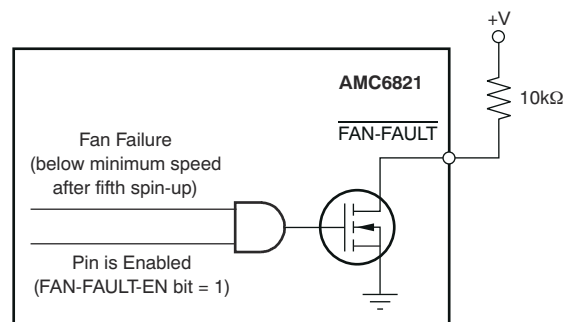 +V
AMC6821
10kΩ
FAN-FAULT
Fan Failure
(below minimum speed
after fifth spin-up)
Pin is Enabled
(FAN-FAULT-EN bit = 1)